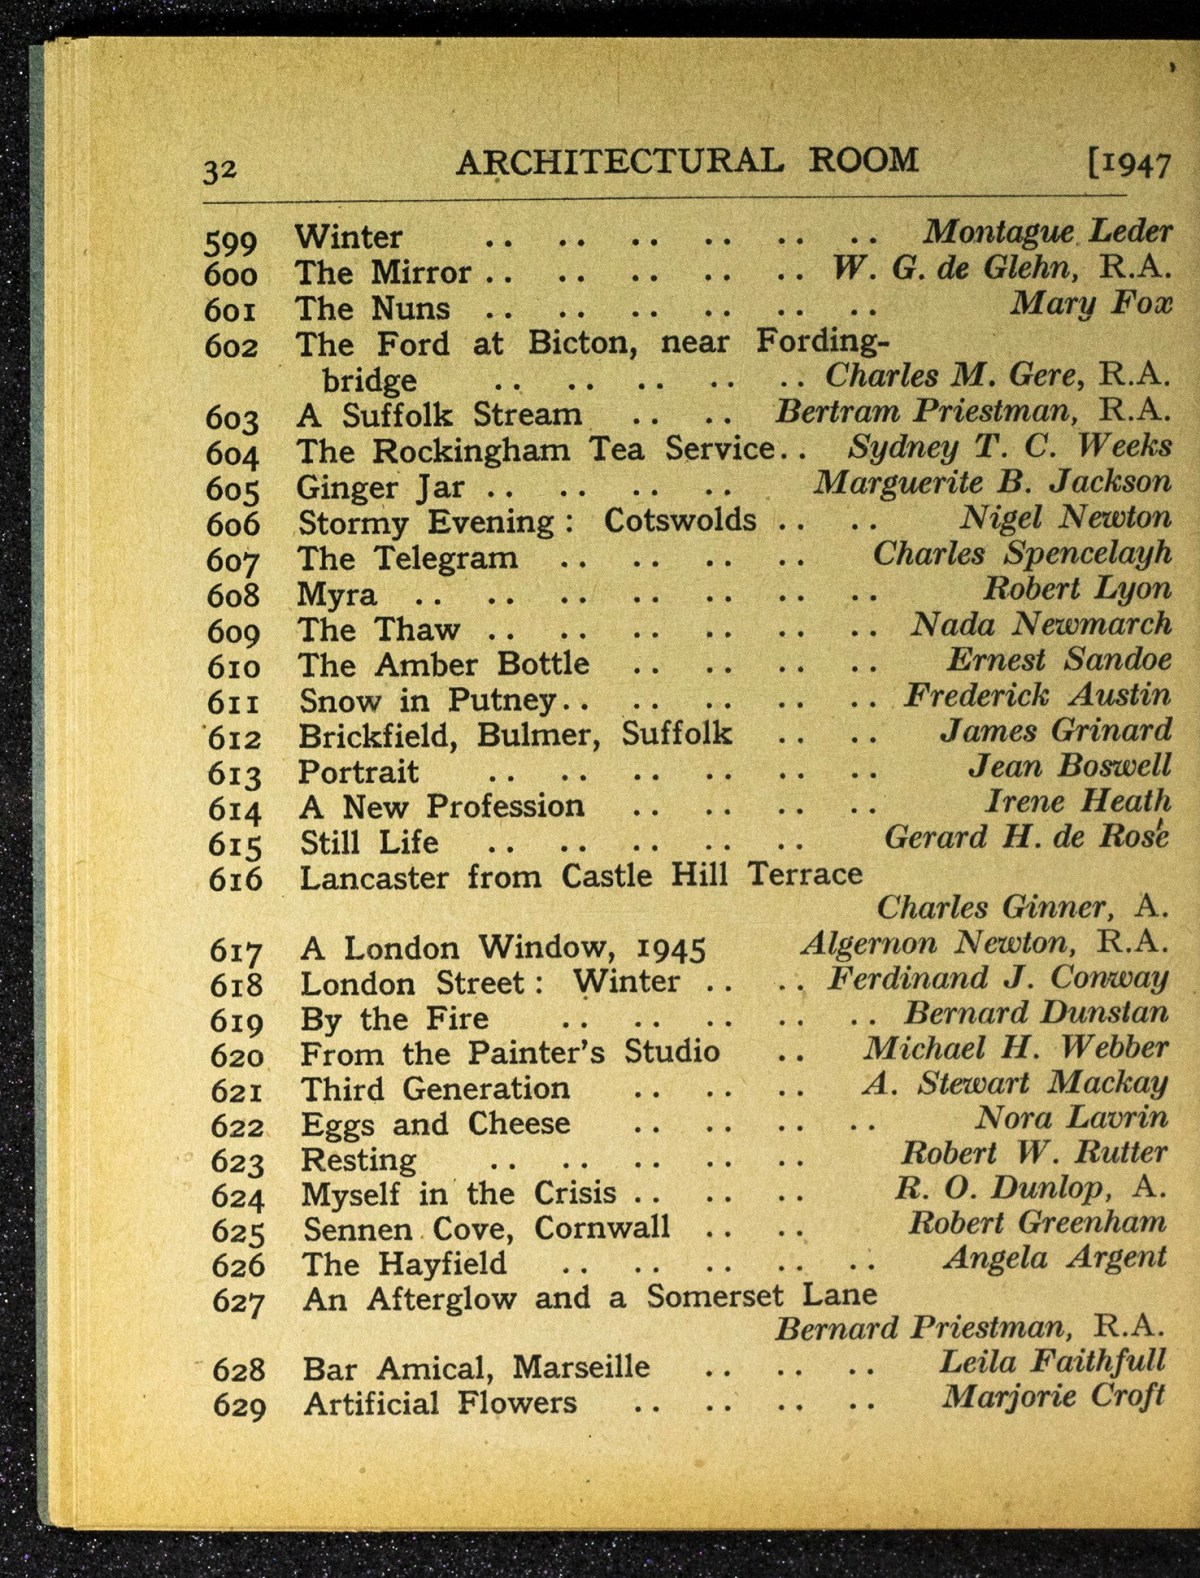 32 ARCHITECTURAL ROOM [1947
599 Winter .. .. .. .. .. .. Montague Leder
600 The Mirror .. .. .. .. .. W. G. de Glehn, R.A.
601 The Nuns .. .. .. .. .. .. Mary Fox
602 The Ford at Bicton, near Fording-
bridge .. .. .. .. .. Charles M. Gere, R.A.
603 A Suffolk Stream .. .. Bertram Priestman, R.A.
604 The Rockingham Tea Service.. Sydney T. C. Weeks
605 Ginger Jar .. .. .. .. Marguerite B. Jackson
606 Stormy Evening : Cotswolds .. .. Nigel Newton
607 The Telegram .. .. .. .. Charles Spencelayh
608 Myra .. .. .. .. .. .. .. Robert Lyon
609 The Thaw .. .. .. .. .. .. Nada Newmarch
610 The Amber Bottle .. .. .. .. Ernest Sandoe
611 Snow in Putney.. .. .. .. .. Frederick Austin
612 Brickfield, Bulmer, Suffolk .. .. James Grinard
613 Portrait .. .. .. .. .. .. Jean Boswell
614 A New Profession .. .. .. .. Irene Heath
615 Still Life .. .. .. .. .. Gerard H. de Rose
616 Lancaster from Castle Hill Terrace
Charles Ginner, A.
617 A London Window, 1945 Algernon Newton, R.A.
618 London Street : Winter .. .. Ferdinand J. Conway
619 By the Fire .. .. .. .. .. Bernard Dunstan
620 From the Painter's Studio .. Michael H. Webber
621 Third Generation .. .. .. A. Stewart Mackay
622 Eggs and Cheese .. .. .. .. Nora Lavrin
623 Resting .. .. .. .. .. Robert W. Rutter
624 Myself in the Crisis .. .. .. R. O. Dunlop, A.
625 Sennen Cove, Cornwall .. .. Robert Greenham
626 The Hayfield .. .. .. .. .. Angela Argent
627 An Afterglow and a Somerset Lane
Bernard Priestman, R.A.
628 Bar Amical, Marseille .. .. .. Leila Faithfull
629 Artificial Flowers .. .. .. .. Marjorie Croft